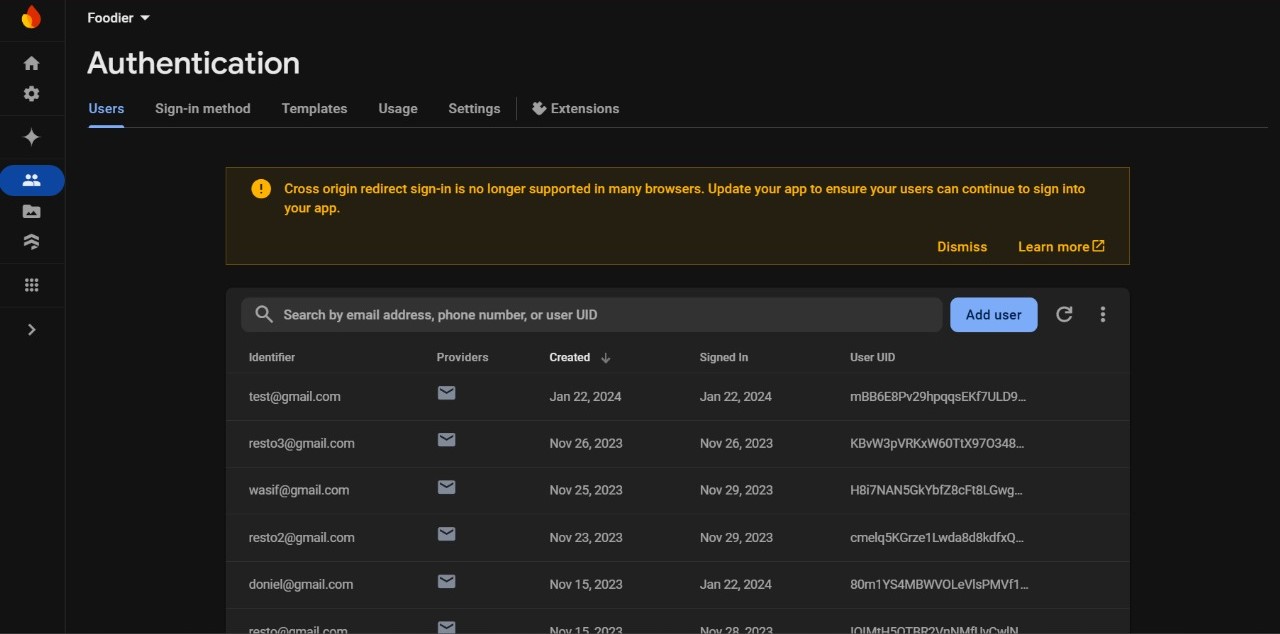 Foodier
Authentication
Users Sign-in method Templates Usage Settings Extensions
Cross origin redirect sign-in is no longer supported in many browsers. Update your app to ensure your users can continue to sign into
your app.
Dismiss Learn more
Search by email address, phone number, or user UID Add user
Identifier Providers Created Signed In User UID
test@gmail.com Jan 22, 2024 Jan 22, 2024 mBB6E8Pv29hpqqsEKf7ULD9...
resto3@gmail.com Nov 26, 2023 Nov 26, 2023 KBvW3pVRKxW60TtX97O348...
wasif@gmail.com Nov 25, 2023 Nov 29, 2023 H8i7NAN5GkYbfZ8cFt8LGwg...
resto2@gmail.com Nov 23, 2023 Nov 29, 2023 cmelq5KGrze1Lwda8d8kdfxQ...
doniel@gmail.com Nov 15, 2023 Jan 22, 2024 80m1YS4MBWVOLeVlsPMVf1...
resto@gmail.com Nov 15, 2023 Nov 28, 2023